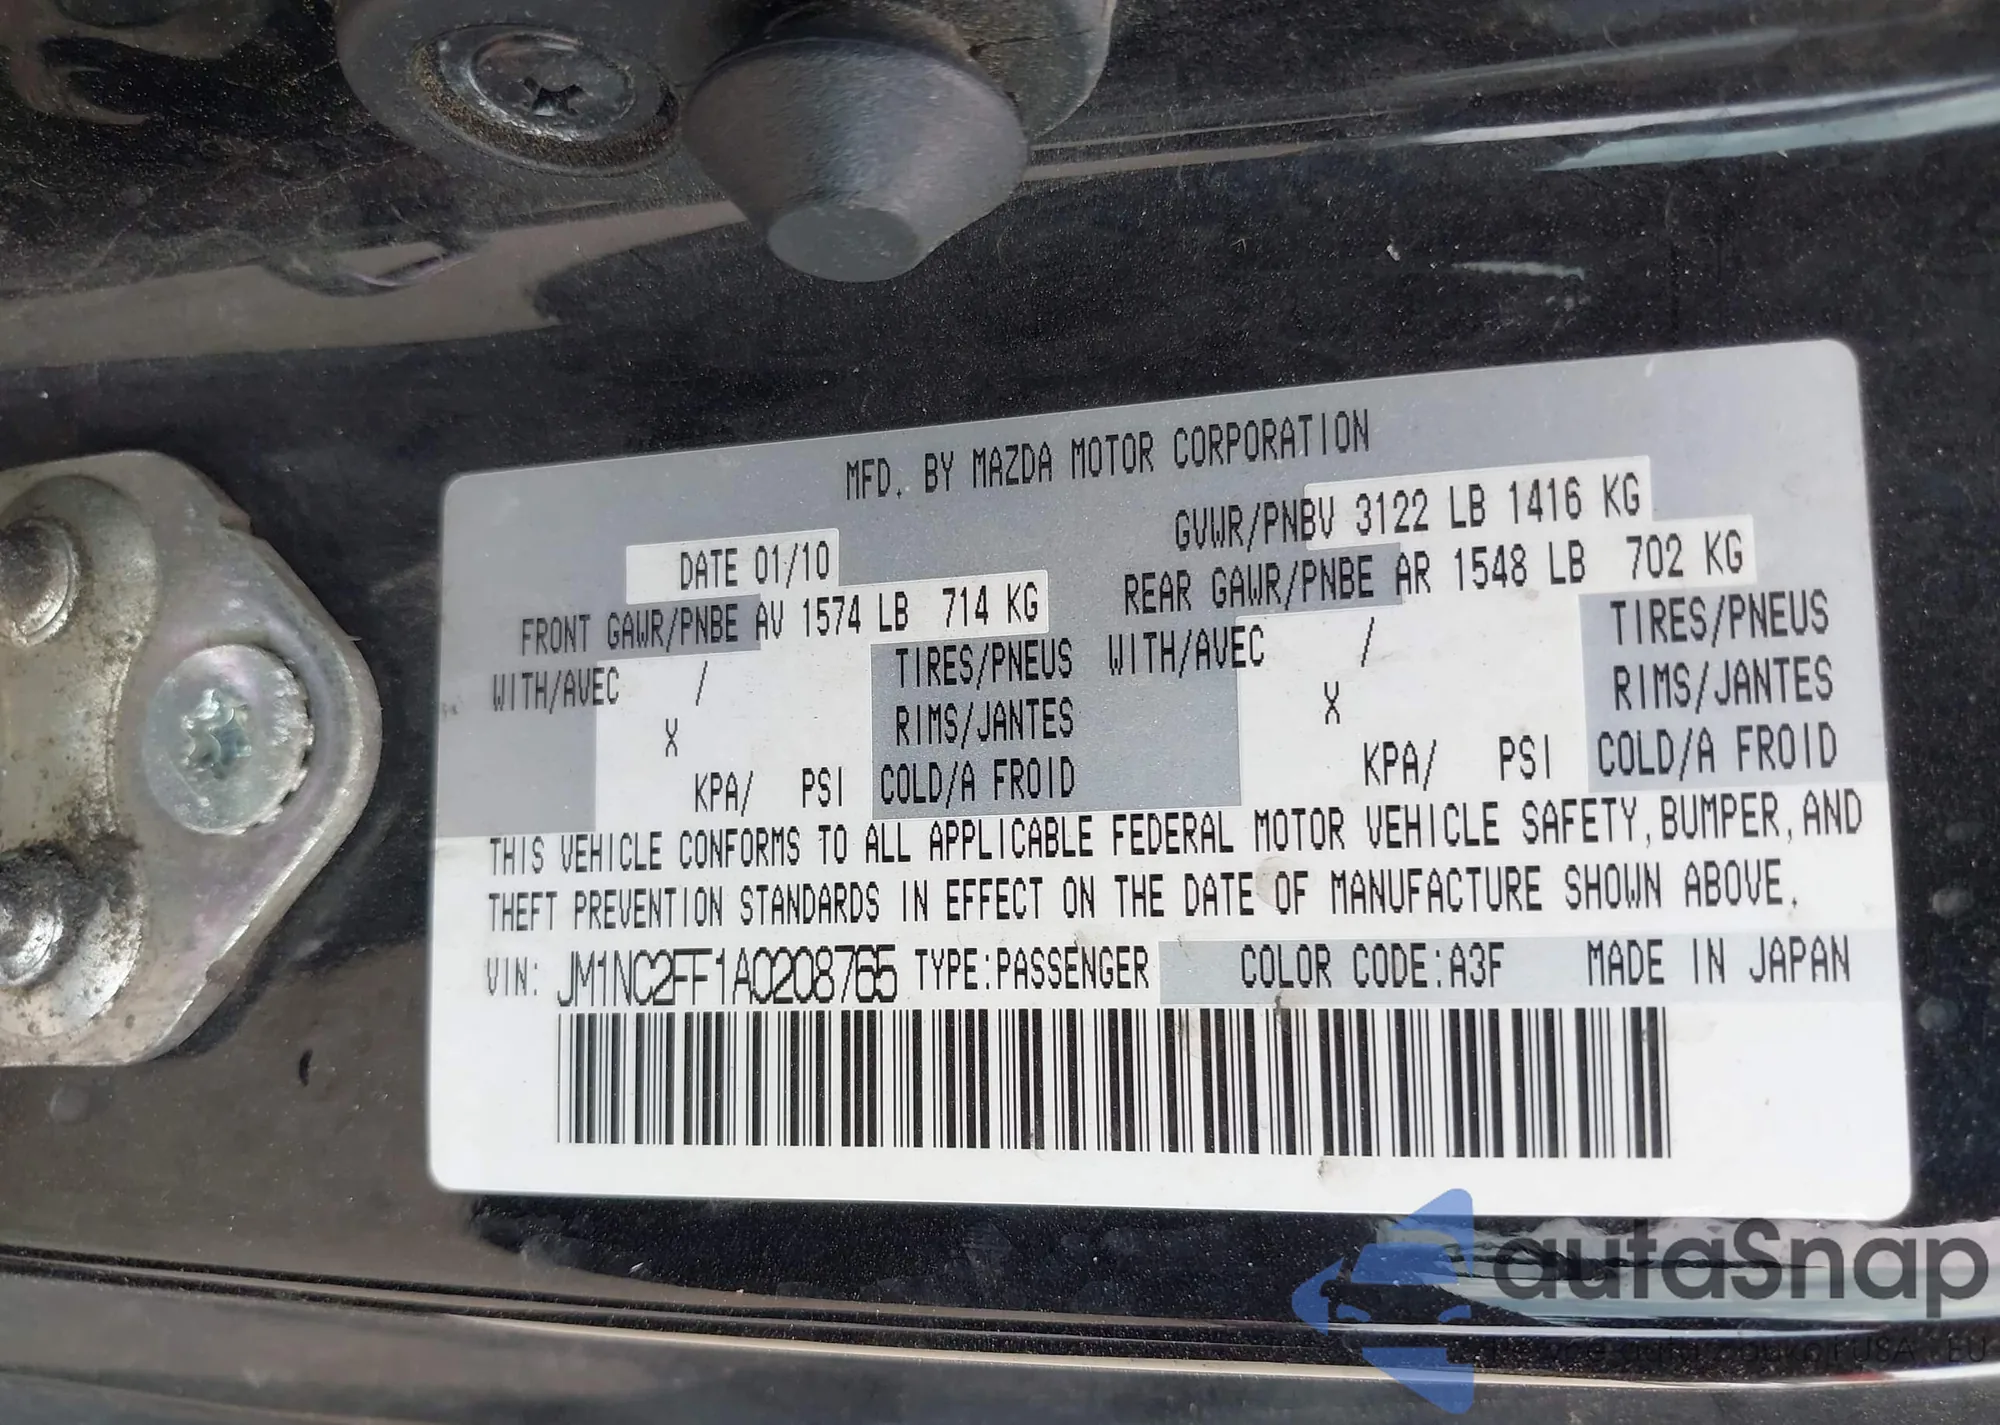 MFD. BY MAZDA MOTOR CORPORATION
DATE 01/10 GVWR/PNBV 3122 LB 1416 KG
FRONT GAWR/PNBE AV 1574 LB 714 KG REAR GAWR/PNBE AR 1548 LB 702 KG
WITH/AVEC / TIRES/PNEUS WITH/AVEC / TIRES/PNEUS
X RIMS/JANTES X RIMS/JANTES
KPA/ PSI COLD/A FROID KPA/ PSI COLD/A FROID
THIS VEHICLE CONFORMS TO ALL APPLICABLE FEDERAL MOTOR VEHICLE SAFETY, BUMPER, AND
THEFT PREVENTION STANDARDS IN EFFECT ON THE DATE OF MANUFACTURE SHOWN ABOVE.
VIN: JM1NC2FF1A0208765 TYPE:PASSENGER COLOR CODE:A3F MADE IN JAPAN
autaSnap
USA EU